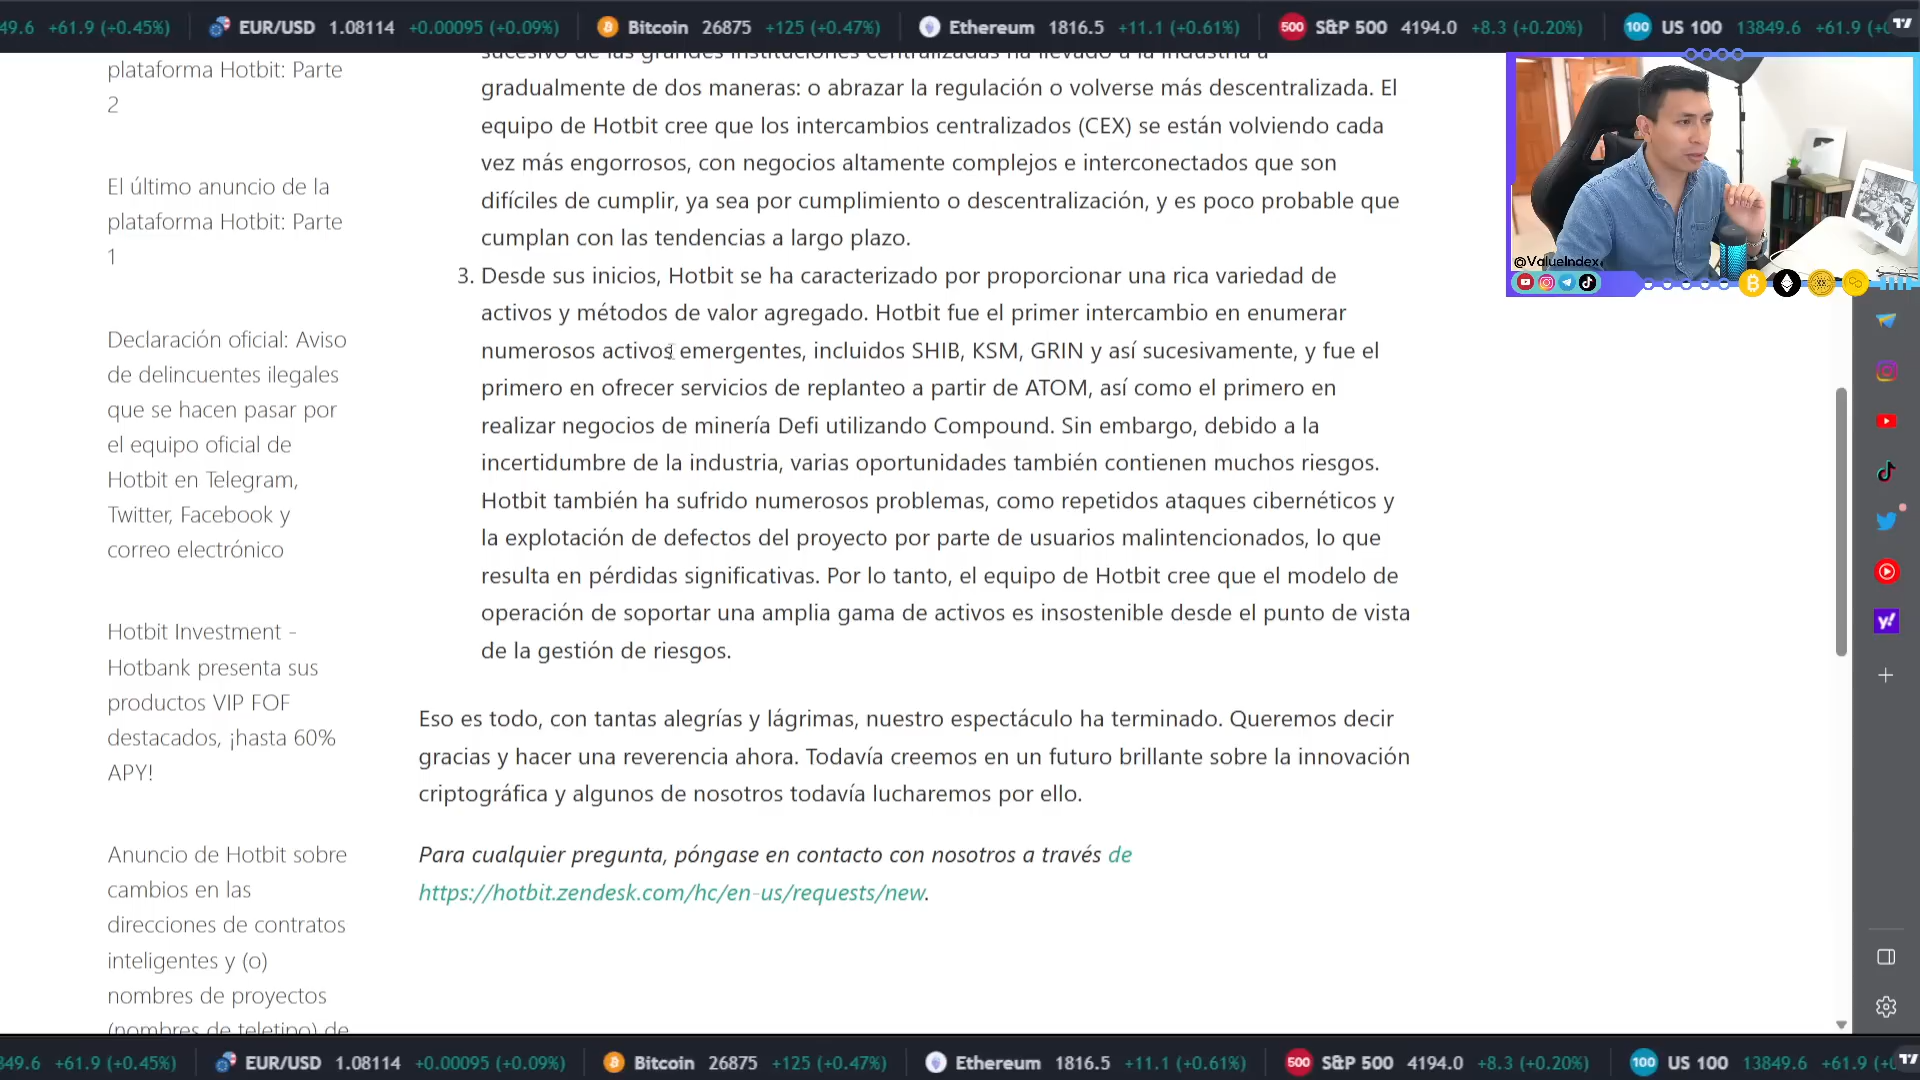 49.6 +61.9 (+0.45%) EUR/USD 1.08114 +0.00095 (+0.09%) Bitcoin 26875 +125 (+0.47%) Ethereum 1816.5 +11.1 (+0.61%) 500 S&P 500 4194.0 +8.3 (+0.20%) 100 US 100 13849.6 +61.9
plataforma Hotbit: Parte
2
El último anuncio de la
plataforma Hotbit: Parte
1
Declaración oficial: Aviso
de delincuentes ilegales
que se hacen pasar por
el equipo oficial de
Hotbit en Telegram,
Twitter, Facebook y
correo electrónico
Hotbit Investment -
Hotbank presenta sus
productos VIP FOF
destacados, ¡hasta 60%
APY!
Anuncio de Hotbit sobre
cambios en las
direcciones de contratos
inteligentes y (o)
nombres de proyectos
(nombres de teletipo) de
sucesivo de las grandes instituciones centralizadas ha llevado a la industria a
gradualmente de dos maneras: o abrazar la regulación o volverse más descentralizada. El
equipo de Hotbit cree que los intercambios centralizados (CEX) se están volviendo cada
vez más engorrosos, con negocios altamente complejos e interconectados que son
difíciles de cumplir, ya sea por cumplimiento o descentralización, y es poco probable que
cumplan con las tendencias a largo plazo.
3. Desde sus inicios, Hotbit se ha caracterizado por proporcionar una rica variedad de
activos y métodos de valor agregado. Hotbit fue el primer intercambio en enumerar
numerosos activos emergentes, incluidos SHIB, KSM, GRIN y así sucesivamente, y fue el
primero en ofrecer servicios de replanteo a partir de ATOM, así como el primero en
realizar negocios de minería Defi utilizando Compound. Sin embargo, debido a la
incertidumbre de la industria, varias oportunidades también contienen muchos riesgos.
Hotbit también ha sufrido numerosos problemas, como repetidos ataques cibernéticos y
la explotación de defectos del proyecto por parte de usuarios malintencionados, lo que
resulta en pérdidas significativas. Por lo tanto, el equipo de Hotbit cree que el modelo de
operación de soportar una amplia gama de activos es insostenible desde el punto de vista
de la gestión de riesgos.
Eso es todo, con tantas alegrías y lágrimas, nuestro espectáculo ha terminado. Queremos decir
gracias y hacer una reverencia ahora. Todavía creemos en un futuro brillante sobre la innovación
criptográfica y algunos de nosotros todavía lucharemos por ello.
Para cualquier pregunta, póngase en contacto con nosotros a través de
https://hotbit.zendesk.com/hc/en-us/requests/new.
@ValueIndex
y!
849.6 +61.9 (+0.45%) EUR/USD 1.08114 +0.00095 (+0.09%) Bitcoin 26875 +125 (+0.47%) Ethereum 1816.5 +11.1 (+0.61%) 500 S&P 500 4194.0 +8.3 (+0.20%) 100 US 100 13849.6 +61.9